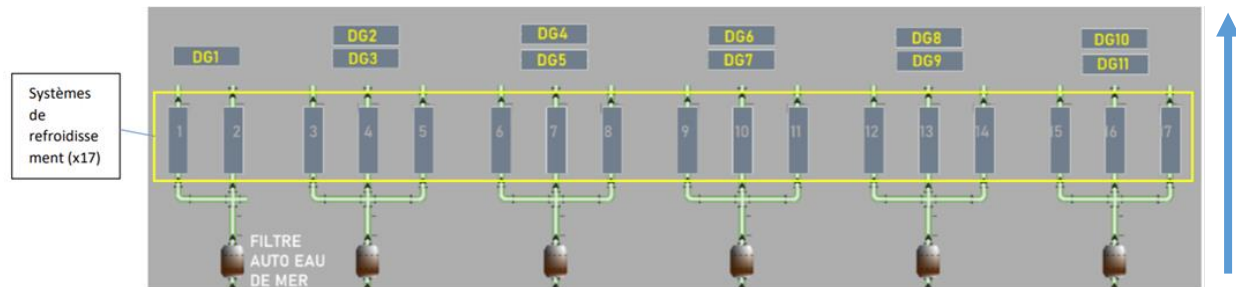 DG1
DG2
DG3
DG4
DG5
DG6
DG7
DG8
DG9
DG10
DG11
Systèmes
de
refroidisse
ment (x17)
1 2 3 4 5 6 7 8 9 10 11 12 13 14 15 16 17
FILTRE
AUTO EAU
DE MER